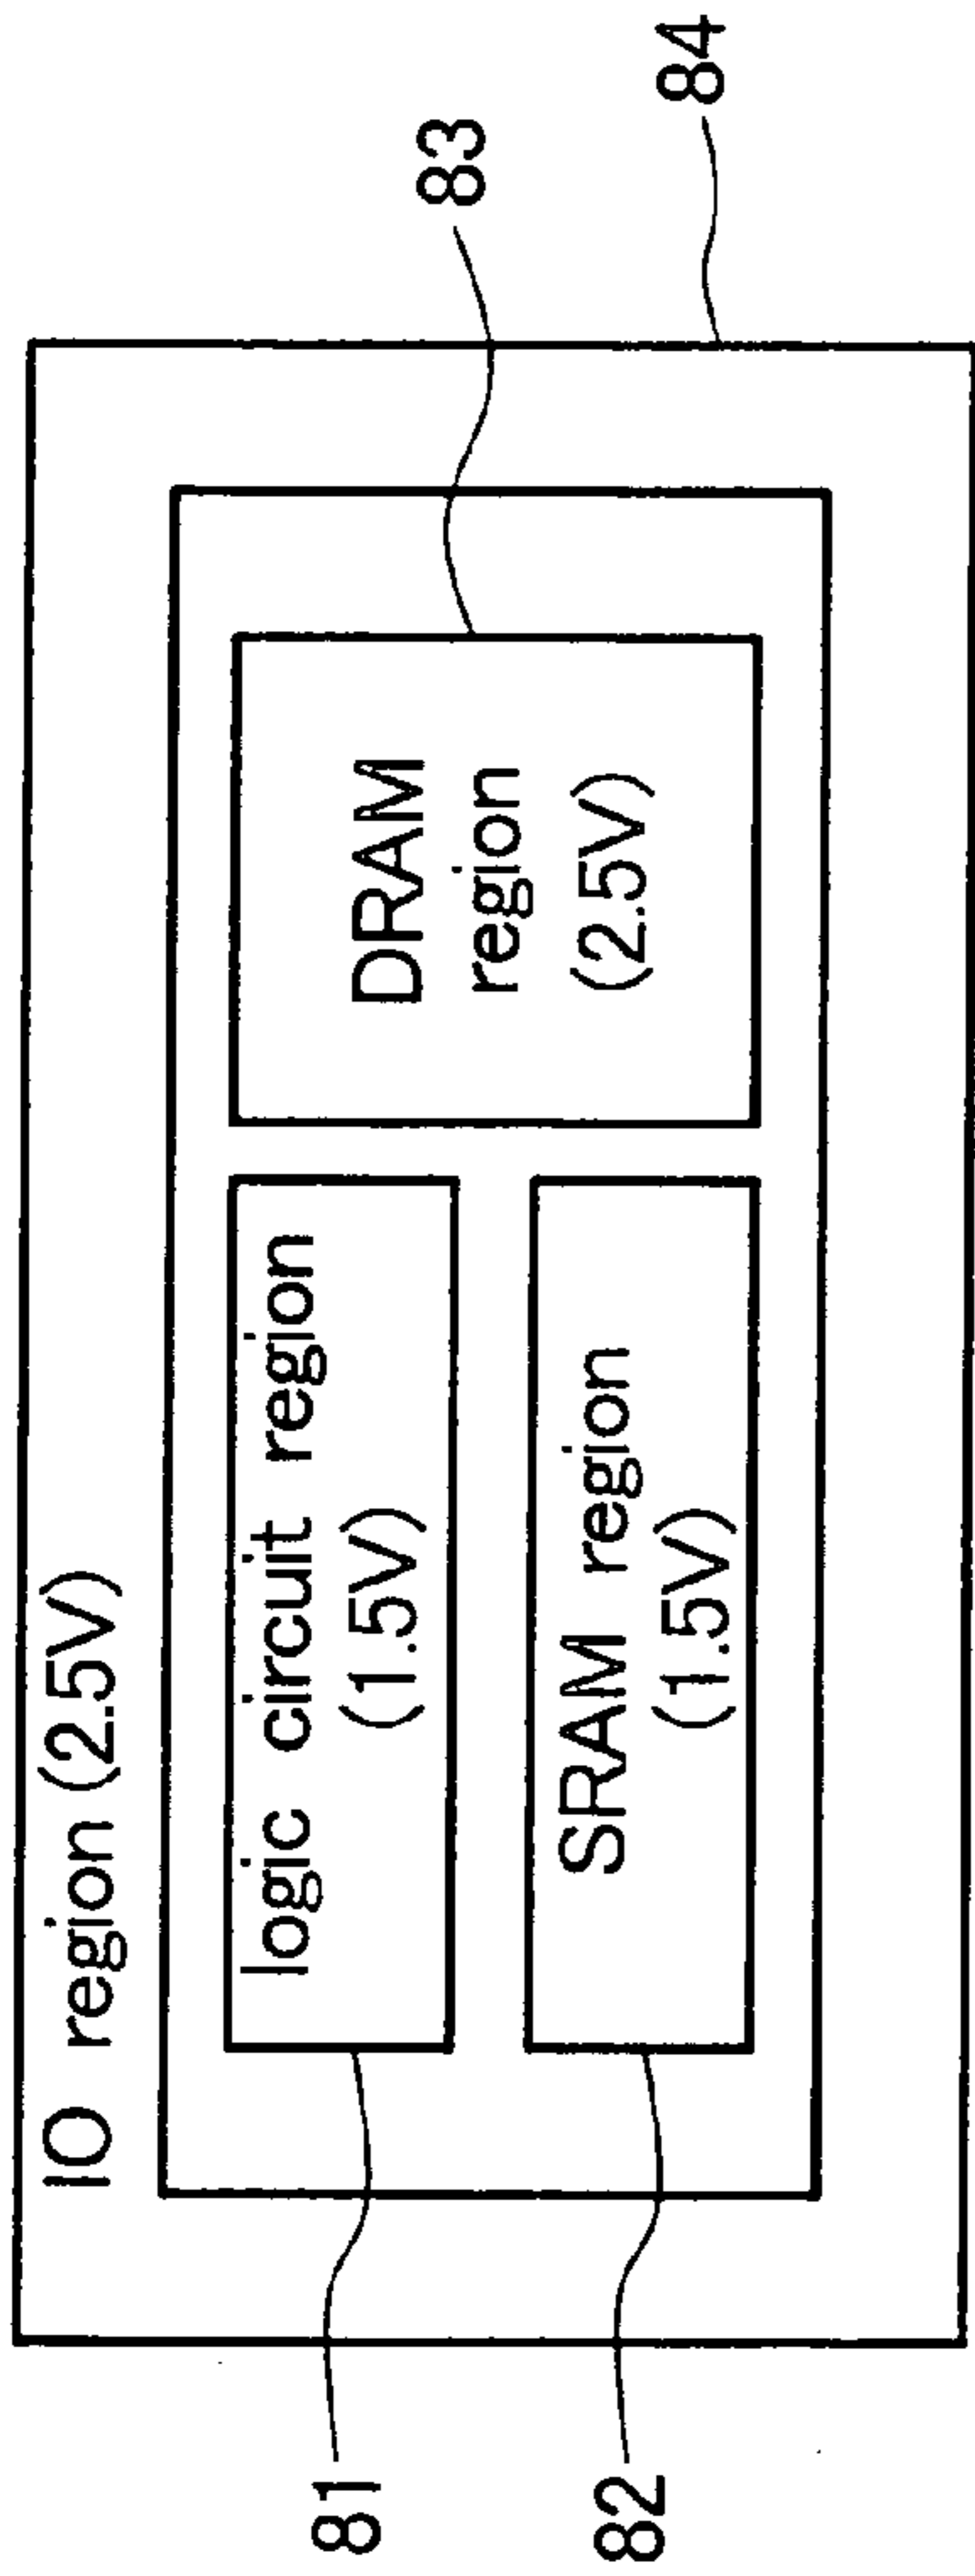 IO region (2.5V)
logic circuit region
(1.5V)
SRAM region
(1.5V)
DRAM
region
(2.5V)
81
82
83
84